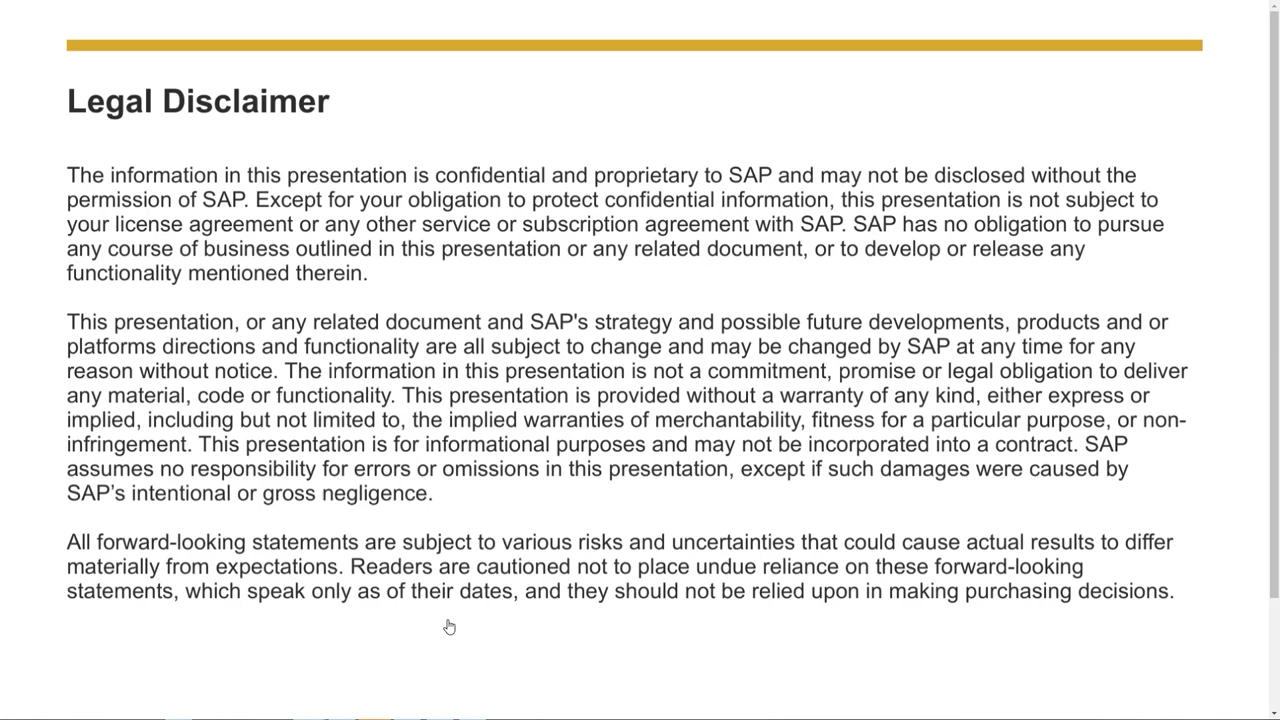 Legal Disclaimer
The information in this presentation is confidential and proprietary to SAP and may not be disclosed without the
permission of SAP. Except for your obligation to protect confidential information, this presentation is not subject to
your license agreement or any other service or subscription agreement with SAP. SAP has no obligation to pursue
any course of business outlined in this presentation or any related document, or to develop or release any
functionality mentioned therein.
This presentation, or any related document and SAP's strategy and possible future developments, products and or
platforms directions and functionality are all subject to change and may be changed by SAP at any time for any
reason without notice. The information in this presentation is not a commitment, promise or legal obligation to deliver
any material, code or functionality. This presentation is provided without a warranty of any kind, either express or
implied, including but not limited to, the implied warranties of merchantability, fitness for a particular purpose, or non-
infringement. This presentation is for informational purposes and may not be incorporated into a contract. SAP
assumes no responsibility for errors or omissions in this presentation, except if such damages were caused by
SAP’s intentional or gross negligence.
All forward-looking statements are subject to various risks and uncertainties that could cause actual results to differ
materially from expectations. Readers are cautioned not to place undue reliance on these forward-looking
statements, which speak only as of their dates, and they should not be relied upon in making purchasing decisions.